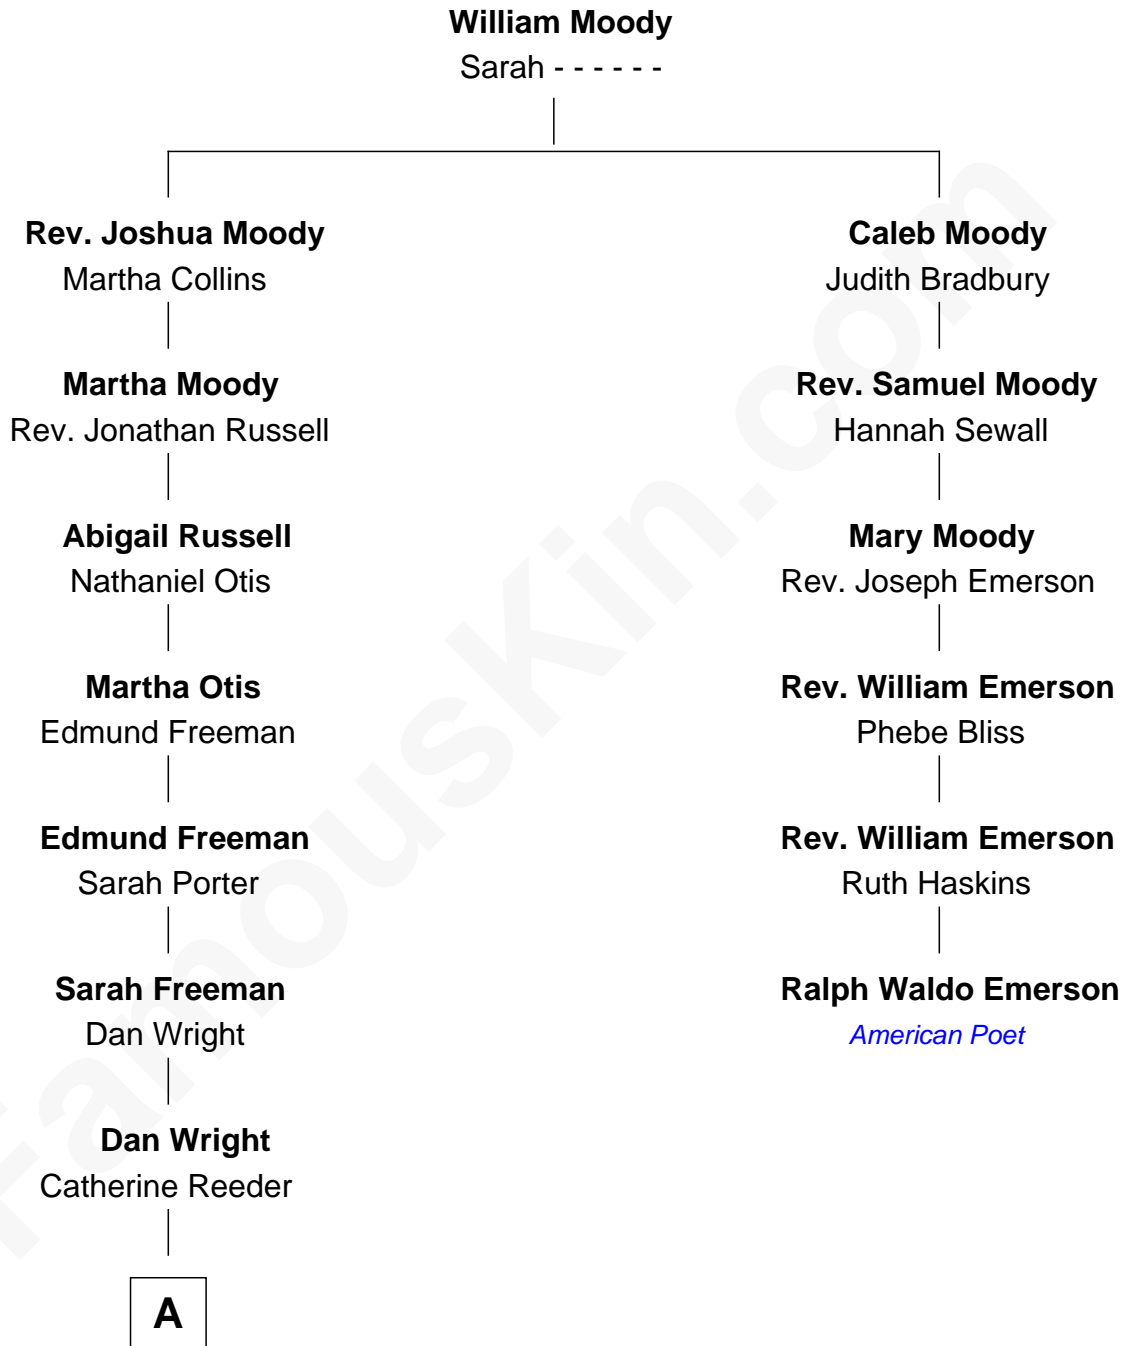 William Moody
Sarah - - - - - -
Rev. Joshua Moody
Martha Collins
Caleb Moody
Judith Bradbury
Martha Moody
Rev. Jonathan Russell
Rev. Samuel Moody
Hannah Sewall
Abigail Russell
Nathaniel Otis
Mary Moody
Rev. Joseph Emerson
Martha Otis
Edmund Freeman
Rev. William Emerson
Phebe Bliss
Edmund Freeman
Sarah Porter
Rev. William Emerson
Ruth Haskins
Sarah Freeman
Dan Wright
Ralph Waldo Emerson
American Poet
Dan Wright
Catherine Reeder
A
FamousKin.com